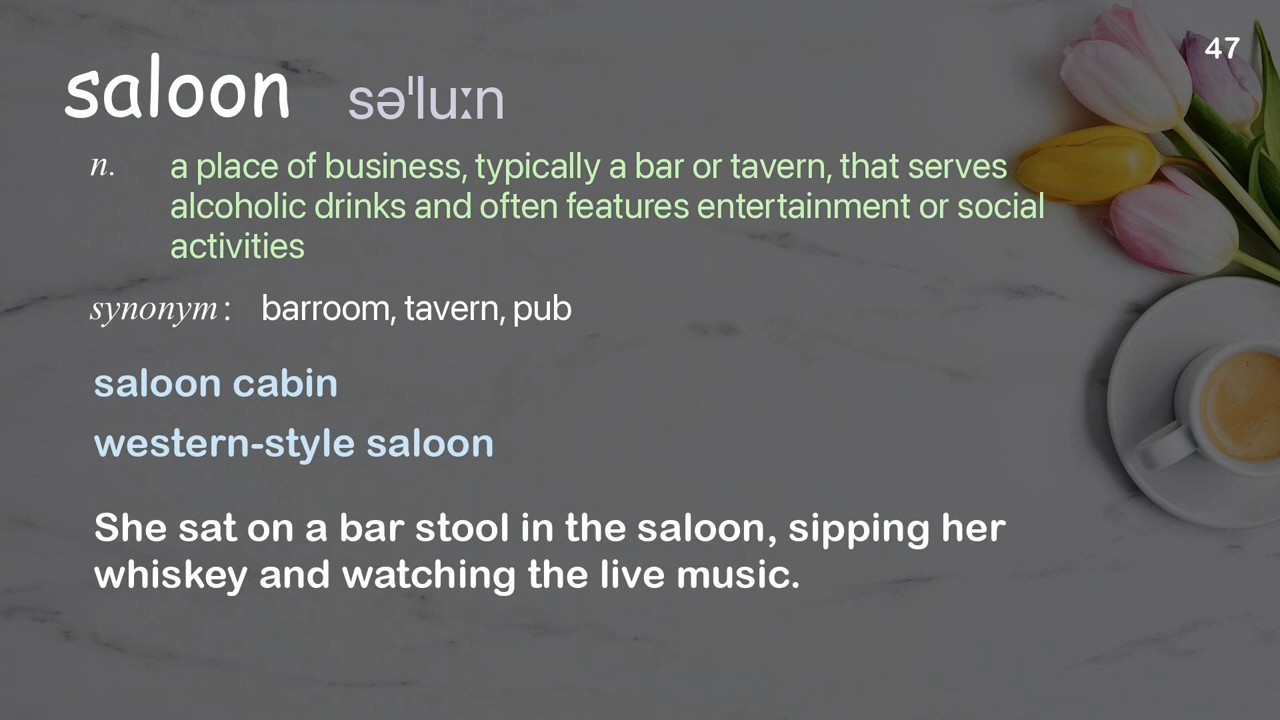 47
saloon səˈluːn
n. a place of business, typically a bar or tavern, that serves
alcoholic drinks and often features entertainment or social
activities
synonym: barroom, tavern, pub
saloon cabin
western-style saloon
She sat on a bar stool in the saloon, sipping her
whiskey and watching the live music.